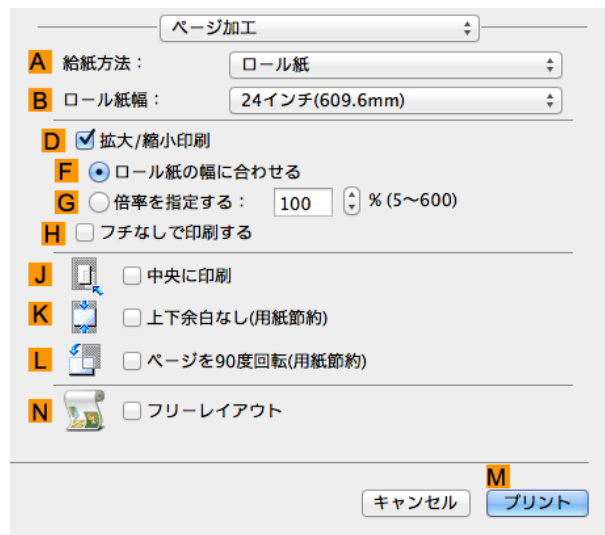 ページ加工
A 給紙方法： ロール紙
B ロール紙幅： 24インチ(609.6mm)
D 拡大/縮小印刷
F ロール紙の幅に合わせる
G 倍率を指定する： 100 % (5〜600)
H フチなしで印刷する
J 中央に印刷
K 上下余白なし(用紙節約)
L ページを90度回転(用紙節約)
N フリーレイアウト
M
キャンセル プリント